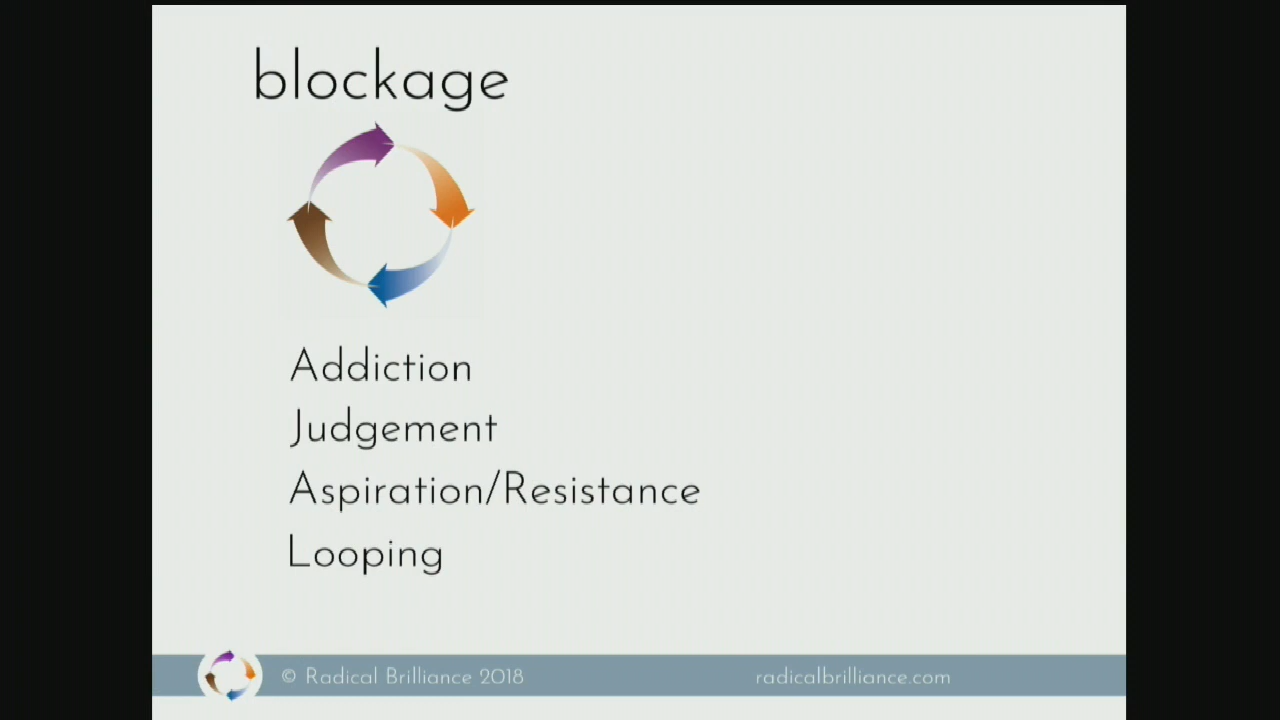 blockage
Addiction
Judgement
Aspiration/Resistance
Looping
© Radical Brilliance 2018
radicalbrilliance.com